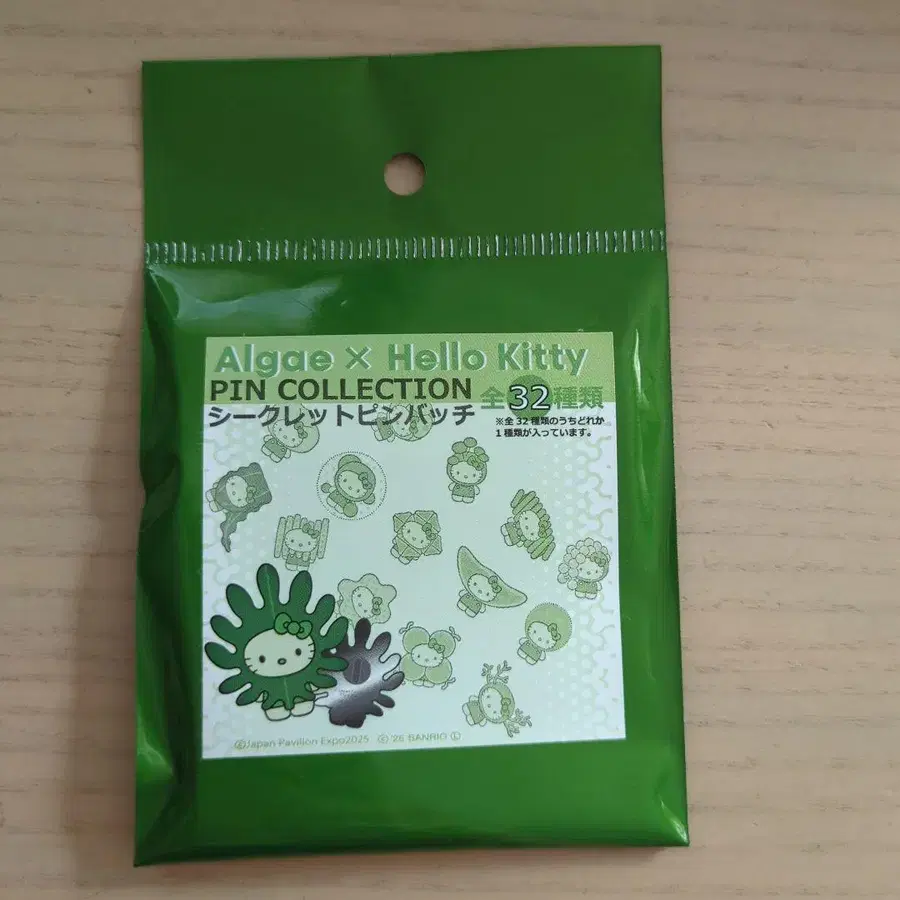 Algae × Hello Kitty
PIN COLLECTION
シークレットピンバッチ
全32種類
※全32種類のうちどれか
1種類が入っています。
©Japan Pavilion Expo2025 © '26 BANRIO Ⓛ